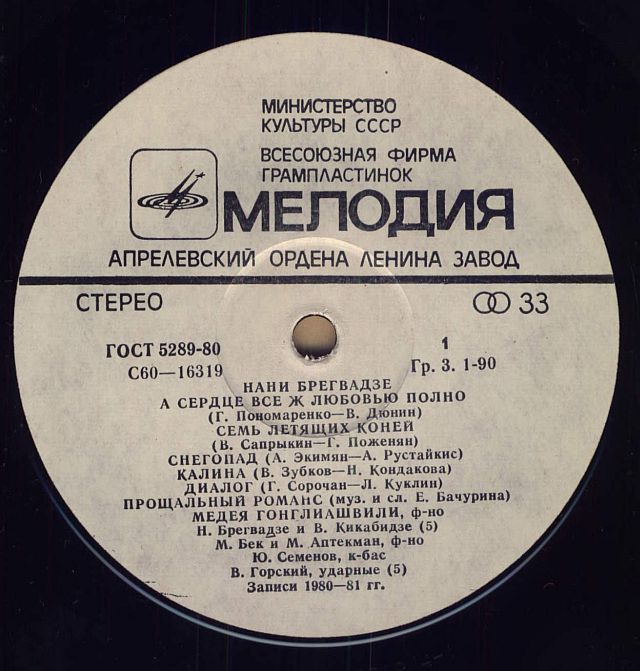 МИНИСТЕРСТВО
КУЛЬТУРЫ СССР
ВСЕСОЮЗНАЯ ФИРМА
ГРАМПЛАСТИНОК
МЕЛОДИЯ
АПРЕЛЕВСКИЙ ОРДЕНА ЛЕНИНА ЗАВОД
СТЕРЕО
33
ГОСТ 5289-80
1
С60—16319
Гр. 3. 1-90
НАНИ БРЕГВАДЗЕ
А СЕРДЦЕ ВСЕ Ж ЛЮБОВЬЮ ПОЛНО
(Г. Пономаренко—В. Дюнин)
СЕМЬ ЛЕТЯЩИХ КОНЕЙ
(В. Сапрыкин—Г. Поженян)
СНЕГОПАД (А. Экимян—А. Рустайкис)
КАЛИНА (В. Зубков—Н. Кондакова)
ДИАЛОГ (Г. Сорочан—Л. Куклин)
ПРОЩАЛЬНЫЙ РОМАНС (муз. и сл. Е. Бачурина)
МЕДЕЯ ГОНГЛИАШВИЛИ, ф-но
Н. Брегвадзе и В. Кикабидзе (5)
М. Бек и М. Аптекман, ф-но
Ю. Семенов, к-бас
В. Горский, ударные (5)
Записи 1980—81 гг.